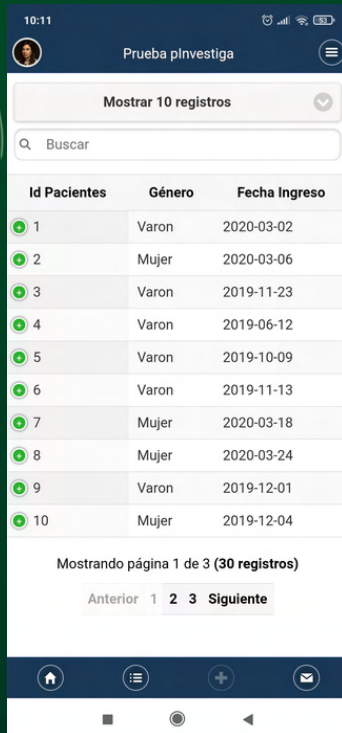 10:11
53
Prueba pInvestiga
Mostrar 10 registros
Buscar
Id Pacientes Género Fecha Ingreso
1 Varon 2020-03-02
2 Mujer 2020-03-06
3 Varon 2019-11-23
4 Varon 2019-06-12
5 Varon 2019-10-09
6 Varon 2019-11-13
7 Mujer 2020-03-18
8 Mujer 2020-03-24
9 Varon 2019-12-01
10 Mujer 2019-12-04
Mostrando página 1 de 3 (30 registros)
Anterior 1 2 3 Siguiente